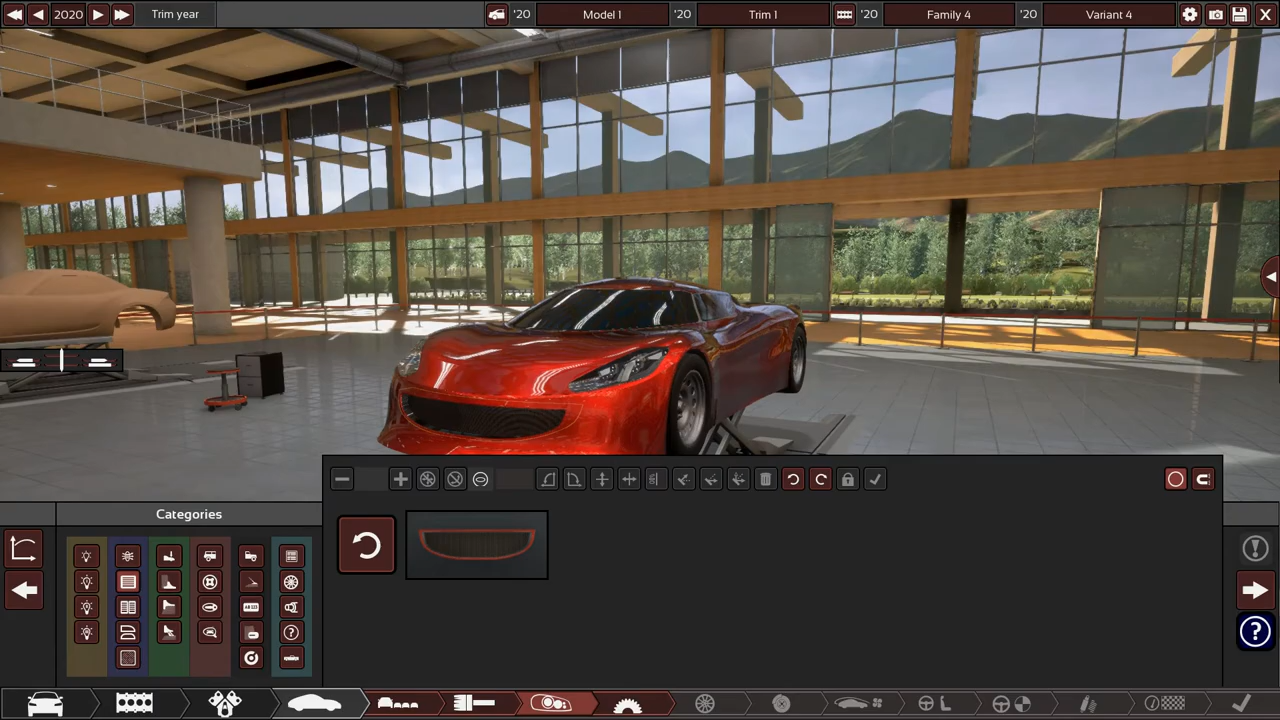 2020
Trim year
'20
Model 1
'20
Trim 1
'20
Family 4
'20
Variant 4
Categories
?
?